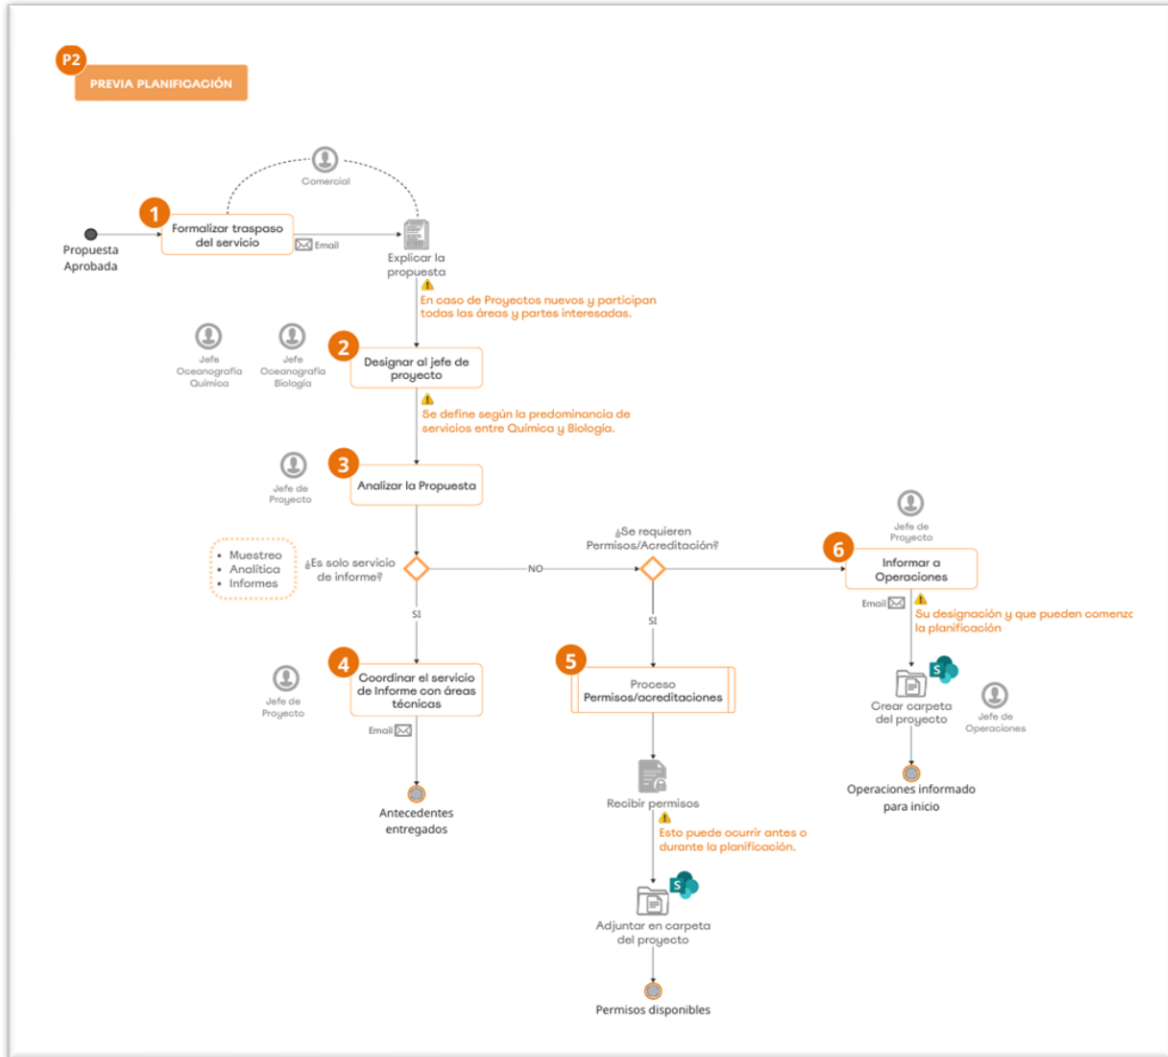 P2
PREVIA PLANIFICACIÓN
Comercial
1
Formalizar traspaso
del servicio
Propuesta
Aprobada
Email
Explicar la
propuesta
En caso de Proyectos nuevos y participan
todas las áreas y partes interesadas.
Jefe
Oceanografía
Química
Jefe
Oceanografía
Biología
2
Designar al jefe de
proyecto
Se define según la predominancia de
servicios entre Química y Biología.
Jefe de
Proyecto
3
Analizar la Propuesta
• Muestreo
• Analítica
• Informes
¿Es solo servicio
de informe?
NO
SI
¿Se requieren
Permisos/Acreditación?
SI
Jefe de
Proyecto
6
Informar a
Operaciones
Email
Su designación y que pueden comenzc
la planificación
S
Crear carpeta
del proyecto
Jefe de
Operaciones
Operaciones informado
para inicio
Jefe de
Proyecto
4
Coordinar el servicio
de Informe con áreas
técnicas
Email
Antecedentes
entregados
5
Proceso
Permisos/acreditaciones
Recibir permisos
Esto puede ocurrir antes o
durante la planificación.
S
Adjuntar en carpeta
del proyecto
Permisos disponibles